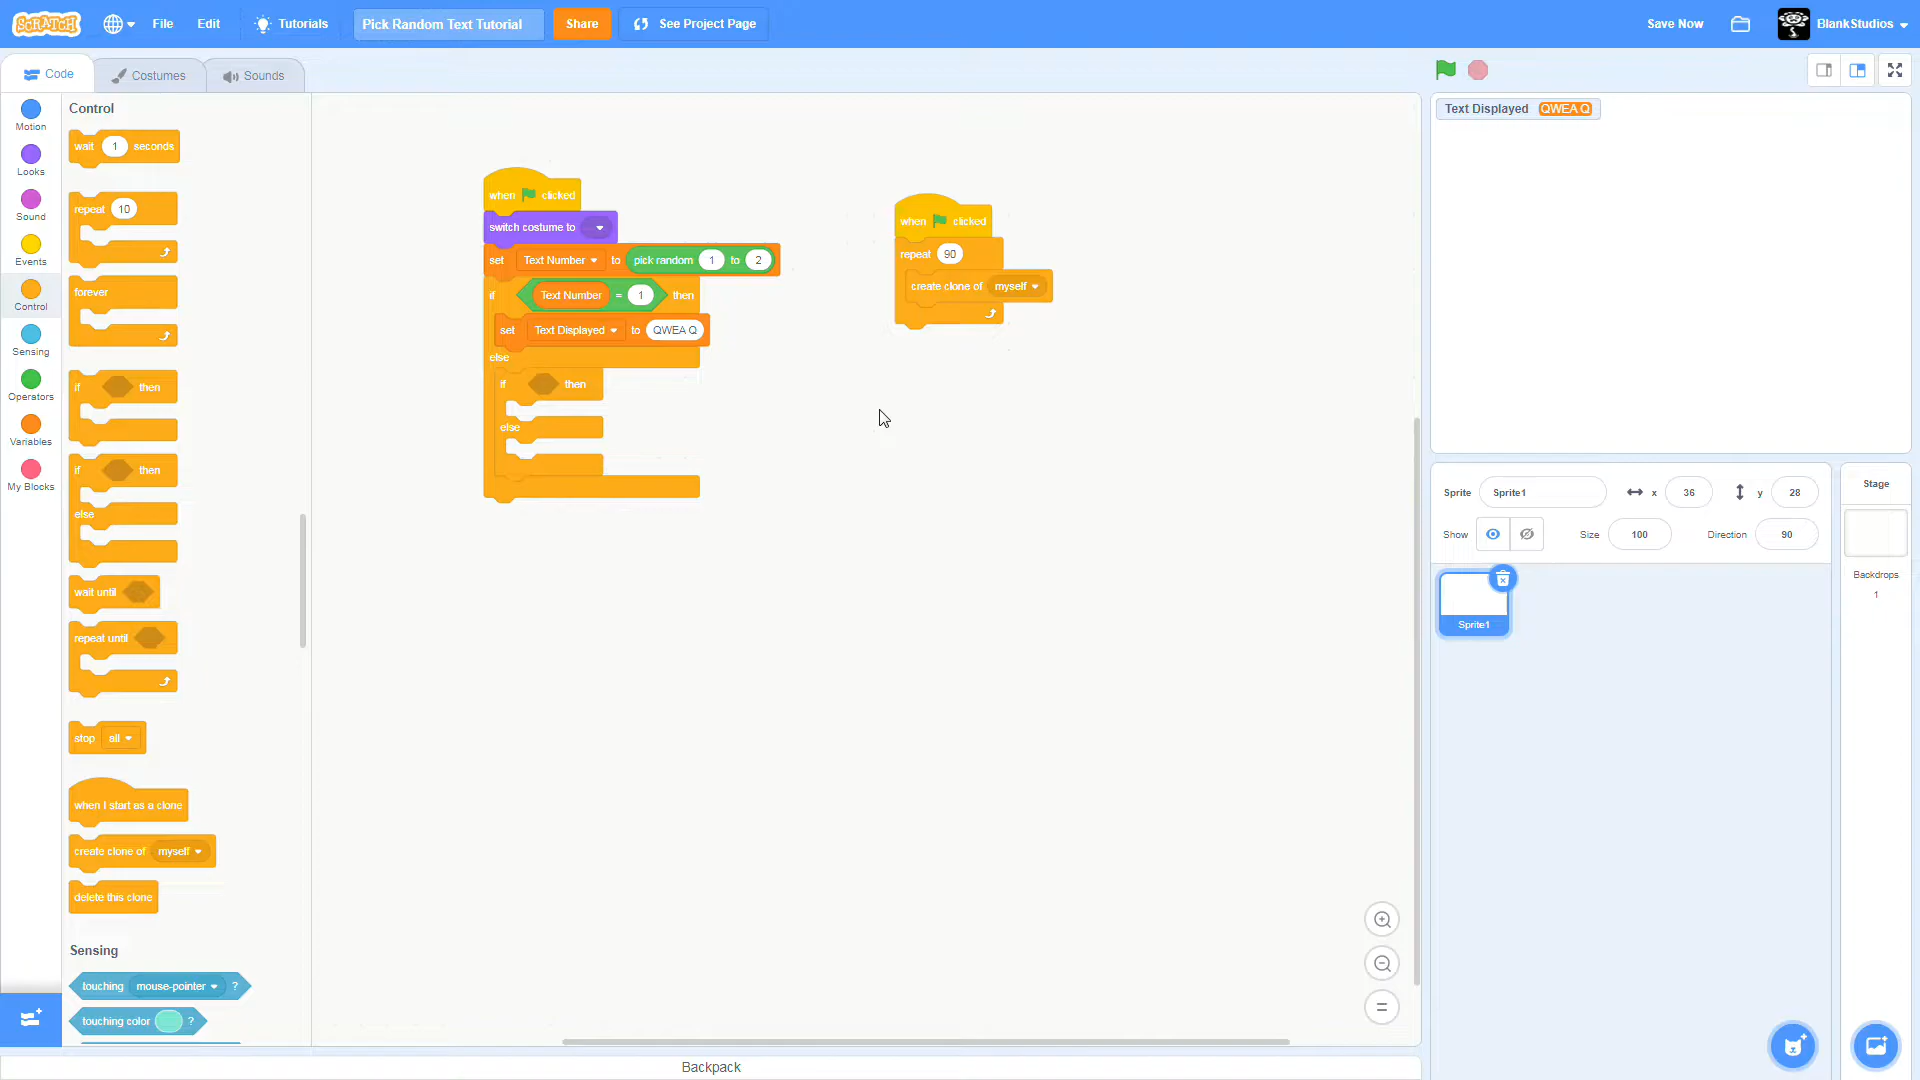 SCRATCH File Edit Tutorials Pick Random Text Tutorial Share See Project Page Save Now BlankStudios
Code Costumes Sounds
Motion
Looks
Sound
Events
Control
Sensing
Operators
Variables
My Blocks
Control
wait 1 seconds
repeat 10
forever
if then
if then
else
wait until
repeat until
stop all
when I start as a clone
create clone of myself
delete this clone
Sensing
touching mouse-pointer ?
touching color ?
when clicked
switch costume to
set Text Number to pick random 1 to 2
if Text Number = 1 then
set Text Displayed to QWEA Q
else
if then
else
when clicked
repeat 90
create clone of myself
Text Displayed QWEA Q
Sprite Sprite1 x 36 y 28
Show Size 100 Direction 90
Sprite1
Stage
Backdrops
1
Backpack